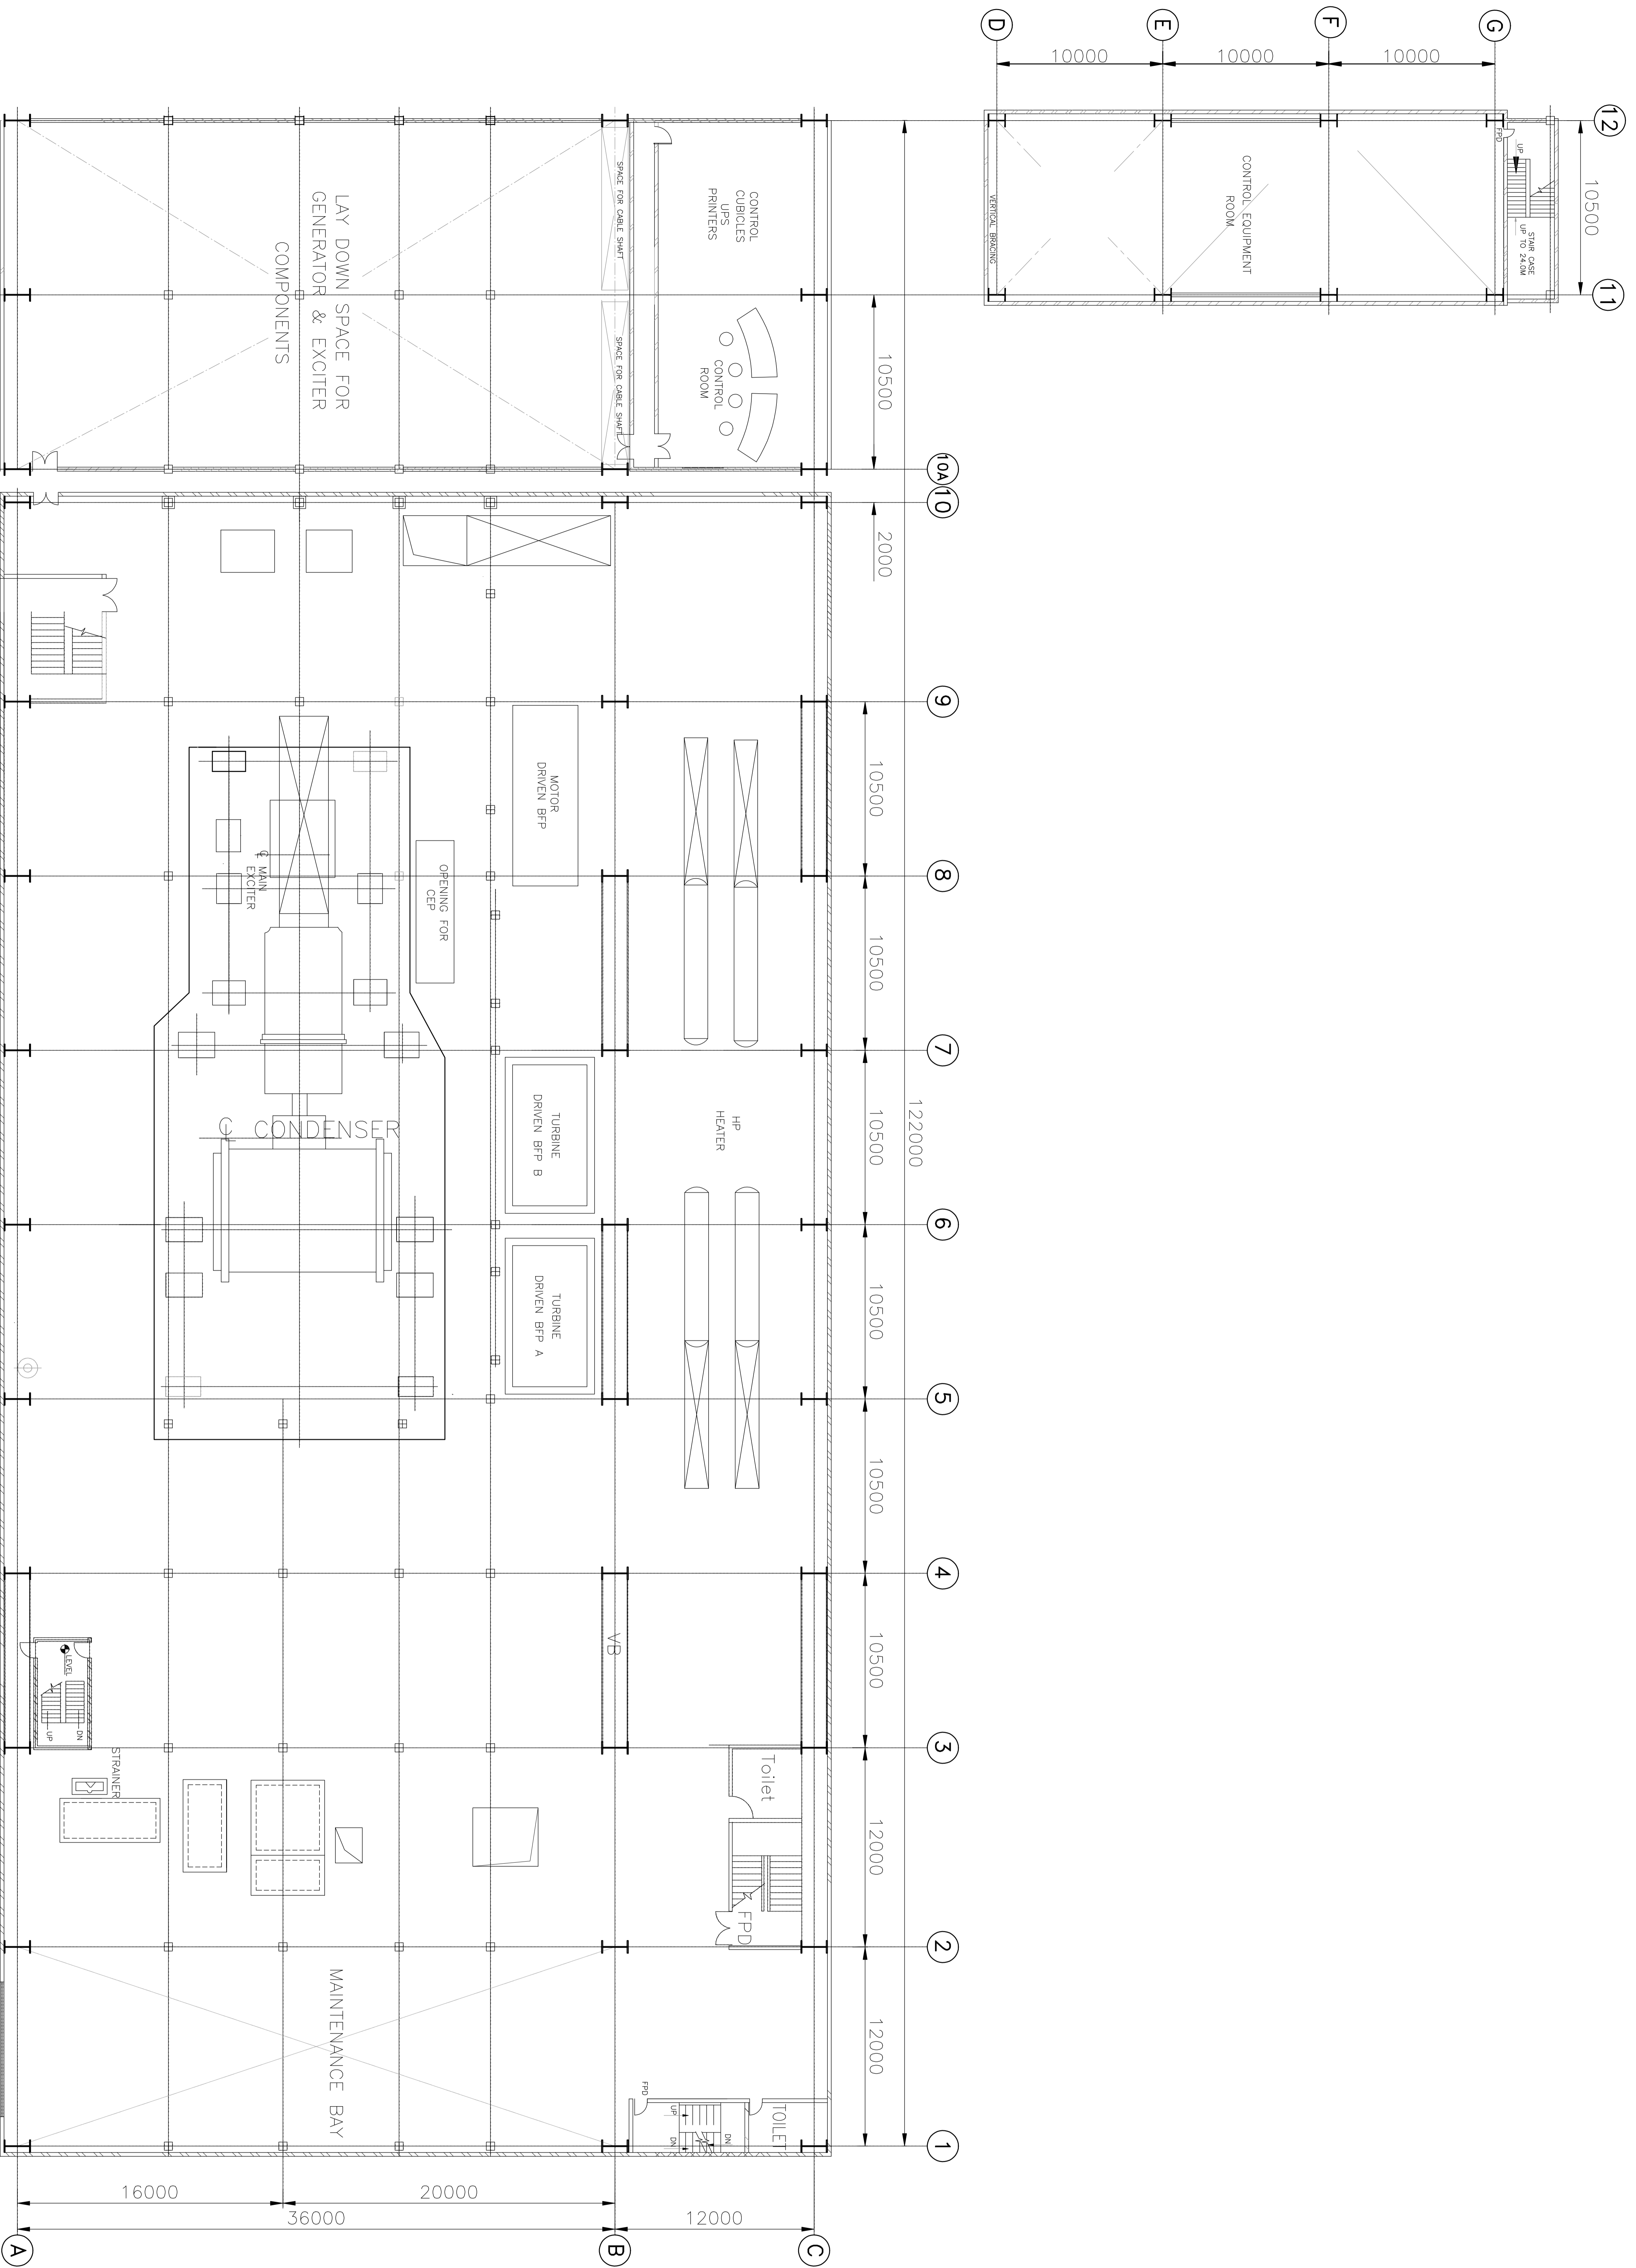 D
E
F
G
10000
10000
10000
12
11
10500
FPD
UP
STAIR CASE
UP TO 24.0M
CONTROL EQUIPMENT
ROOM
VERTICAL BRACING
CONTROL
CUBICLES
UPS
PRINTERS
SPACE FOR CABLE SHAFT
SPACE FOR CABLE SHAFT
CONTROL
ROOM
LAY DOWN SPACE FOR
GENERATOR & EXCITER
COMPONENTS
10500
10A
10
2000
9
10500
MOTOR
DRIVEN BFP
8
OPENING FOR
CEP
℄ MAIN
EXCITER
10500
7
122000
10500
HP
HEATER
TURBINE
DRIVEN BFP B
℄ CONDENSER
6
10500
TURBINE
DRIVEN BFP A
5
10500
4
10500
VB
LEVEL
UP
DN
3
STRAINER
Toilet
12000
FPD
2
12000
MAINTENANCE BAY
FPD
UP
DN
DN
TOILET
1
16000
20000
36000
12000
A
B
C